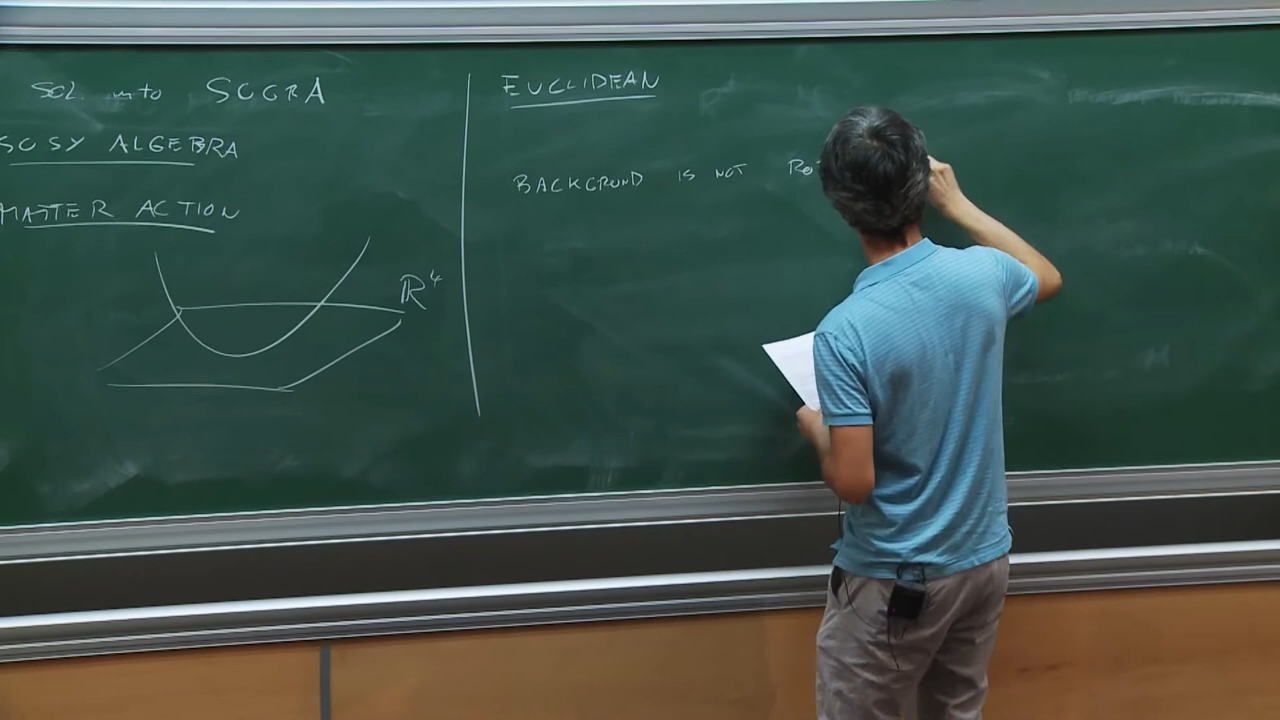 SOL. into SUGRA
SUSY ALGEBRA
MATTER ACTION
ℝ⁴
EUCLIDEAN
BACKGROUND IS NOT